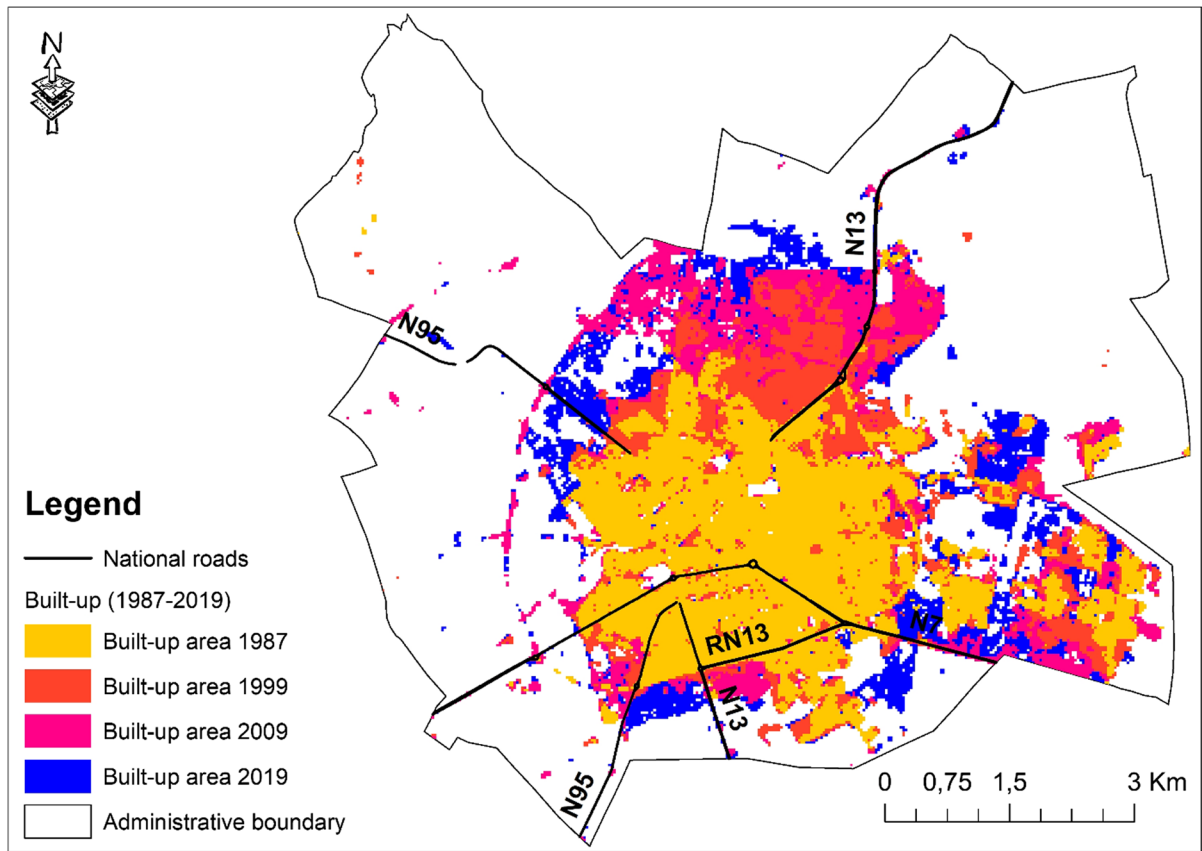 N
N13
N95
Legend
National roads
Built-up (1987-2019)
Built-up area 1987
Built-up area 1999
Built-up area 2009
Built-up area 2019
Administrative boundary
N7
RN13
N13
N95
0 0,75 1,5 3 Km